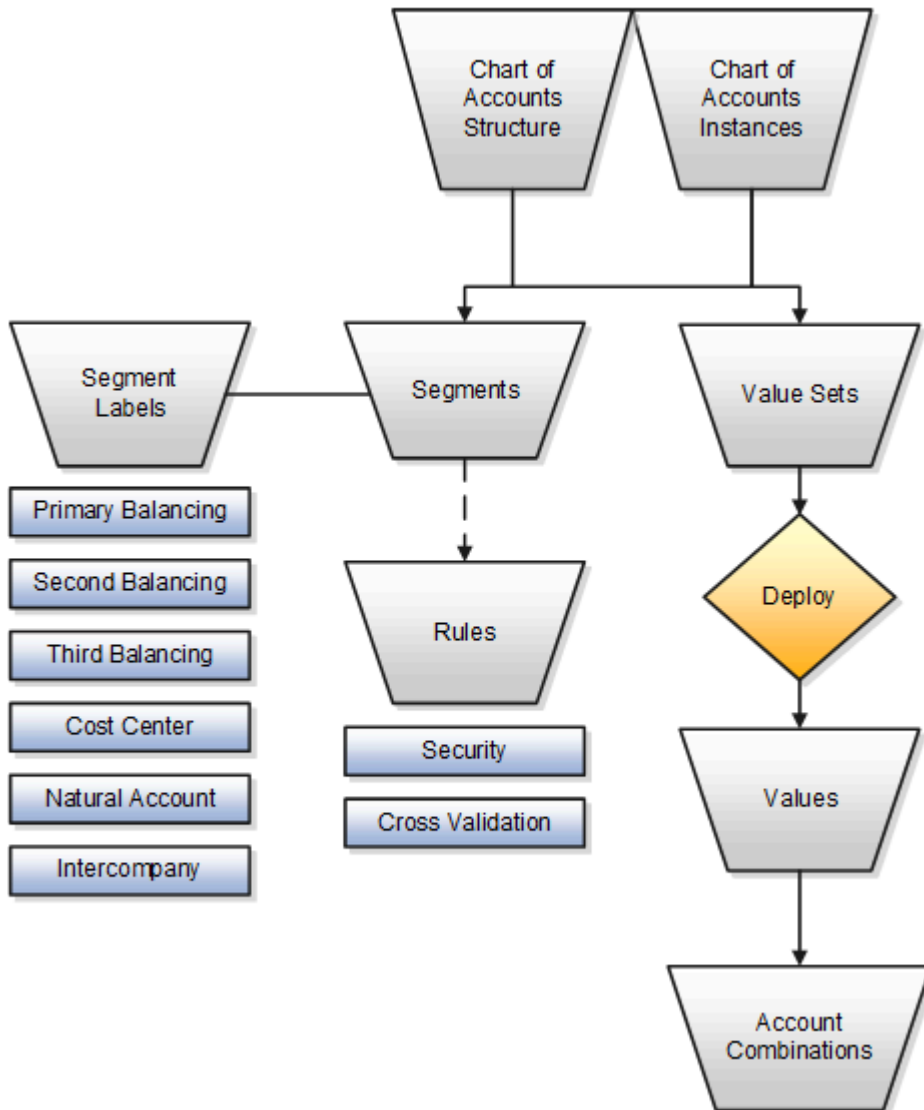 Chart of
Accounts
Structure
Chart of
Accounts
Instances
Segment
Labels
Segments
Value Sets
Primary Balancing
Second Balancing
Third Balancing
Cost Center
Natural Account
Intercompany
Rules
Security
Cross Validation
Deploy
Values
Account
Combinations